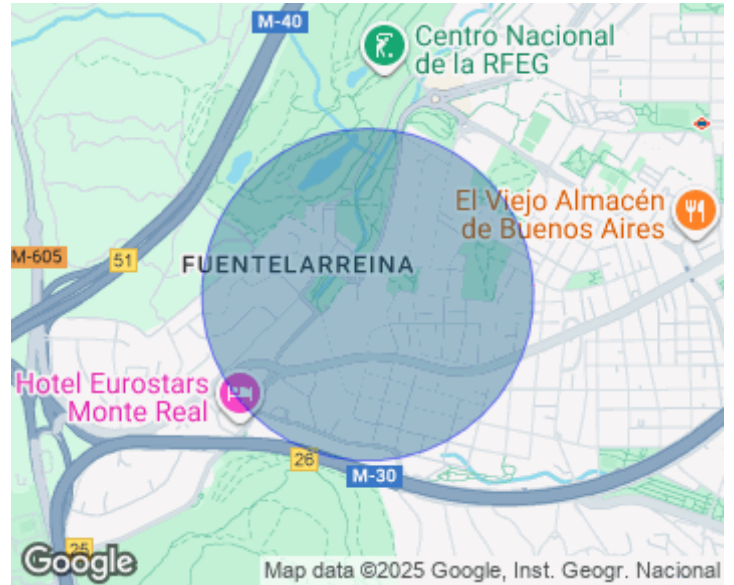 M-40
Centro Nacional
de la RFEG
El Viejo Almacén
de Buenos Aires
M-605
51
FUENTELARREINA
Hotel Eurostars
Monte Real
26
M-30
25
Google
Map data ©2025 Google, Inst. Geogr. Nacional